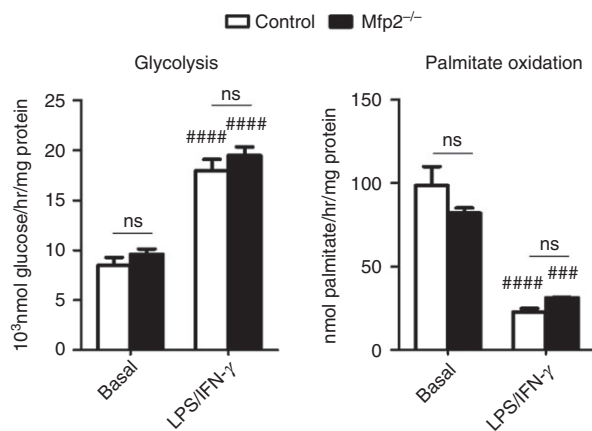 Control Mfp2⁻/⁻
Glycolysis
10³nmol glucose/hr/mg protein
25
20
15
10
5
0
ns
ns
####
####
Basal
LPS/IFN-γ
Palmitate oxidation
nmol palmitate/hr/mg protein
150
100
50
0
ns
ns
####
###
Basal
LPS/IFN-γ